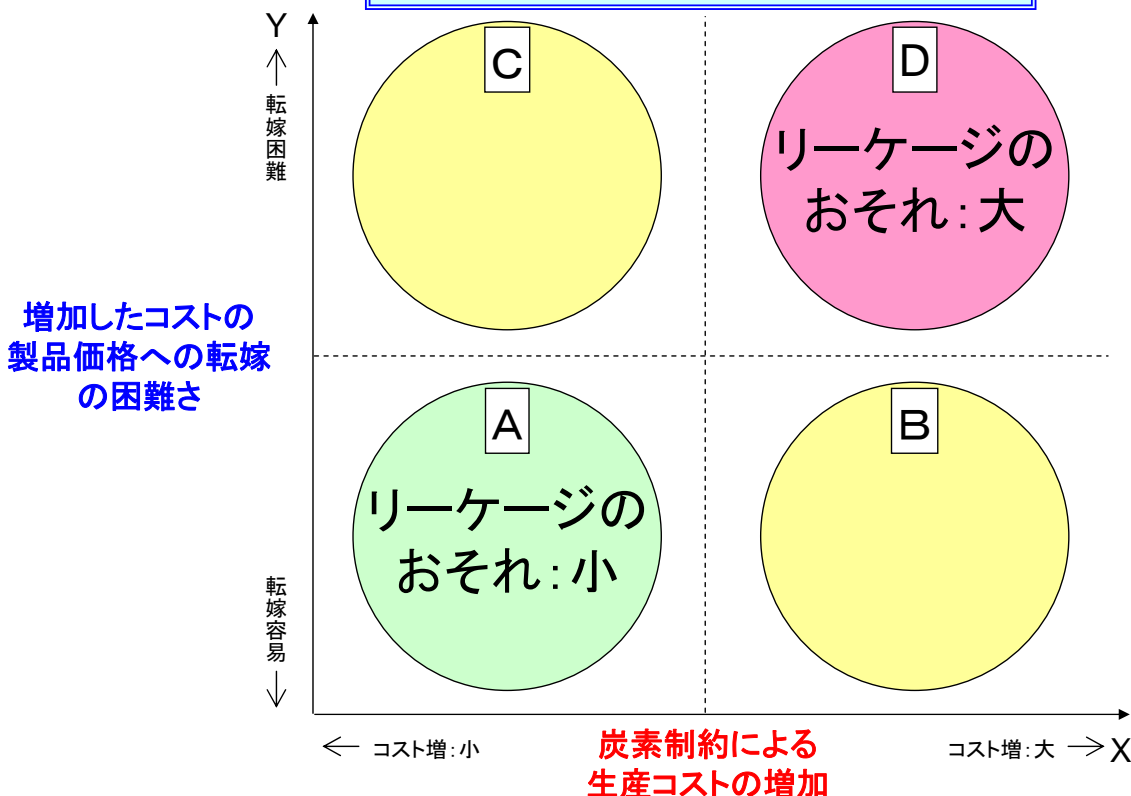 Y
転嫁困難
C
D
リーケージの
おそれ：大
増加したコストの
製品価格への転嫁
の困難さ
A
リーケージの
おそれ：小
B
転嫁容易
コスト増：小
炭素制約による
生産コストの増加
コスト増：大
X